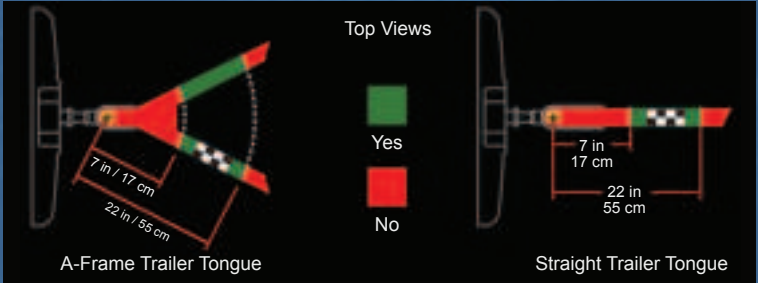 Top Views
7 in / 17 cm
22 in / 55 cm
A-Frame Trailer Tongue
Yes
No
7 in
17 cm
22 in
55 cm
Straight Trailer Tongue